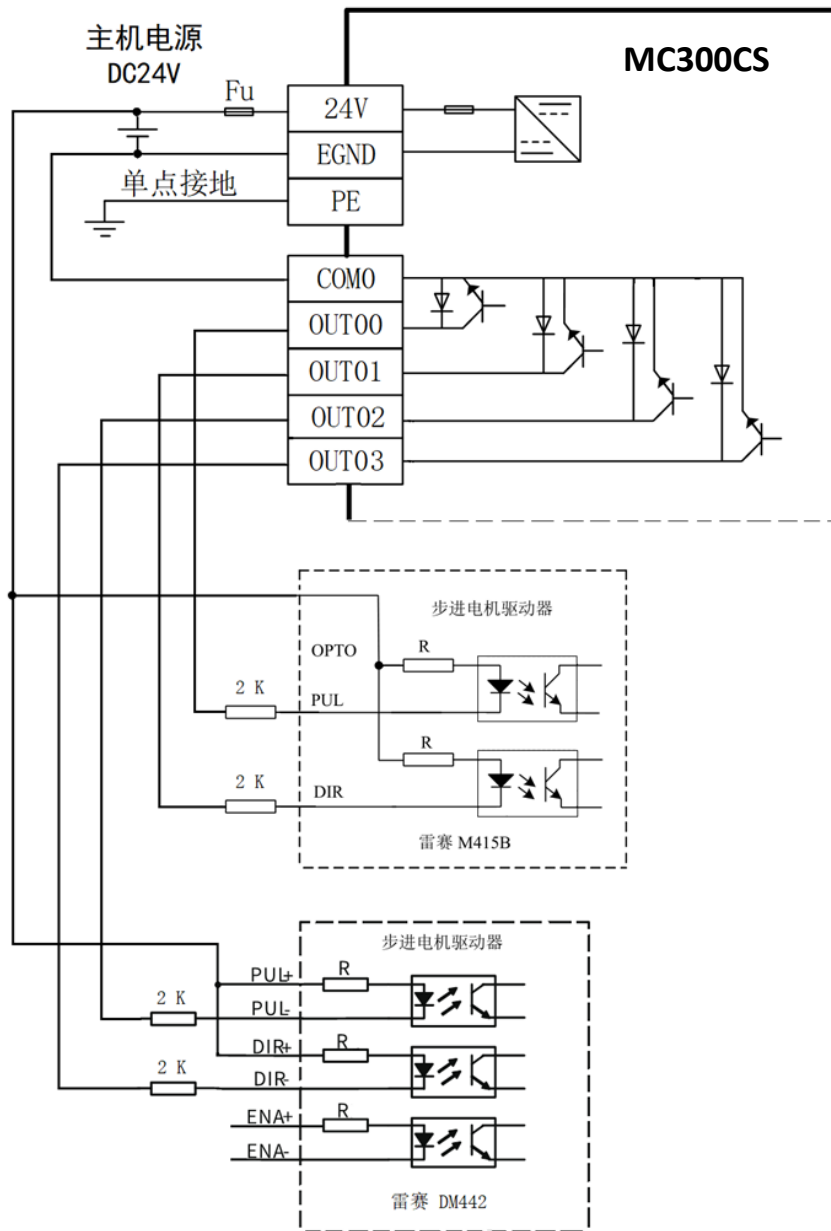 主机电源
DC24V
MC300CS
Fu
24V
EGND
单点接地
PE
COM0
OUT00
OUT01
OUT02
OUT03
步进电机驱动器
OPTO
R
2 K
PUL
R
2 K
DIR
雷赛 M415B
步进电机驱动器
PUL+
R
2 K
PUL-
DIR+
R
2 K
DIR-
ENA+
R
ENA-
雷赛 DM442